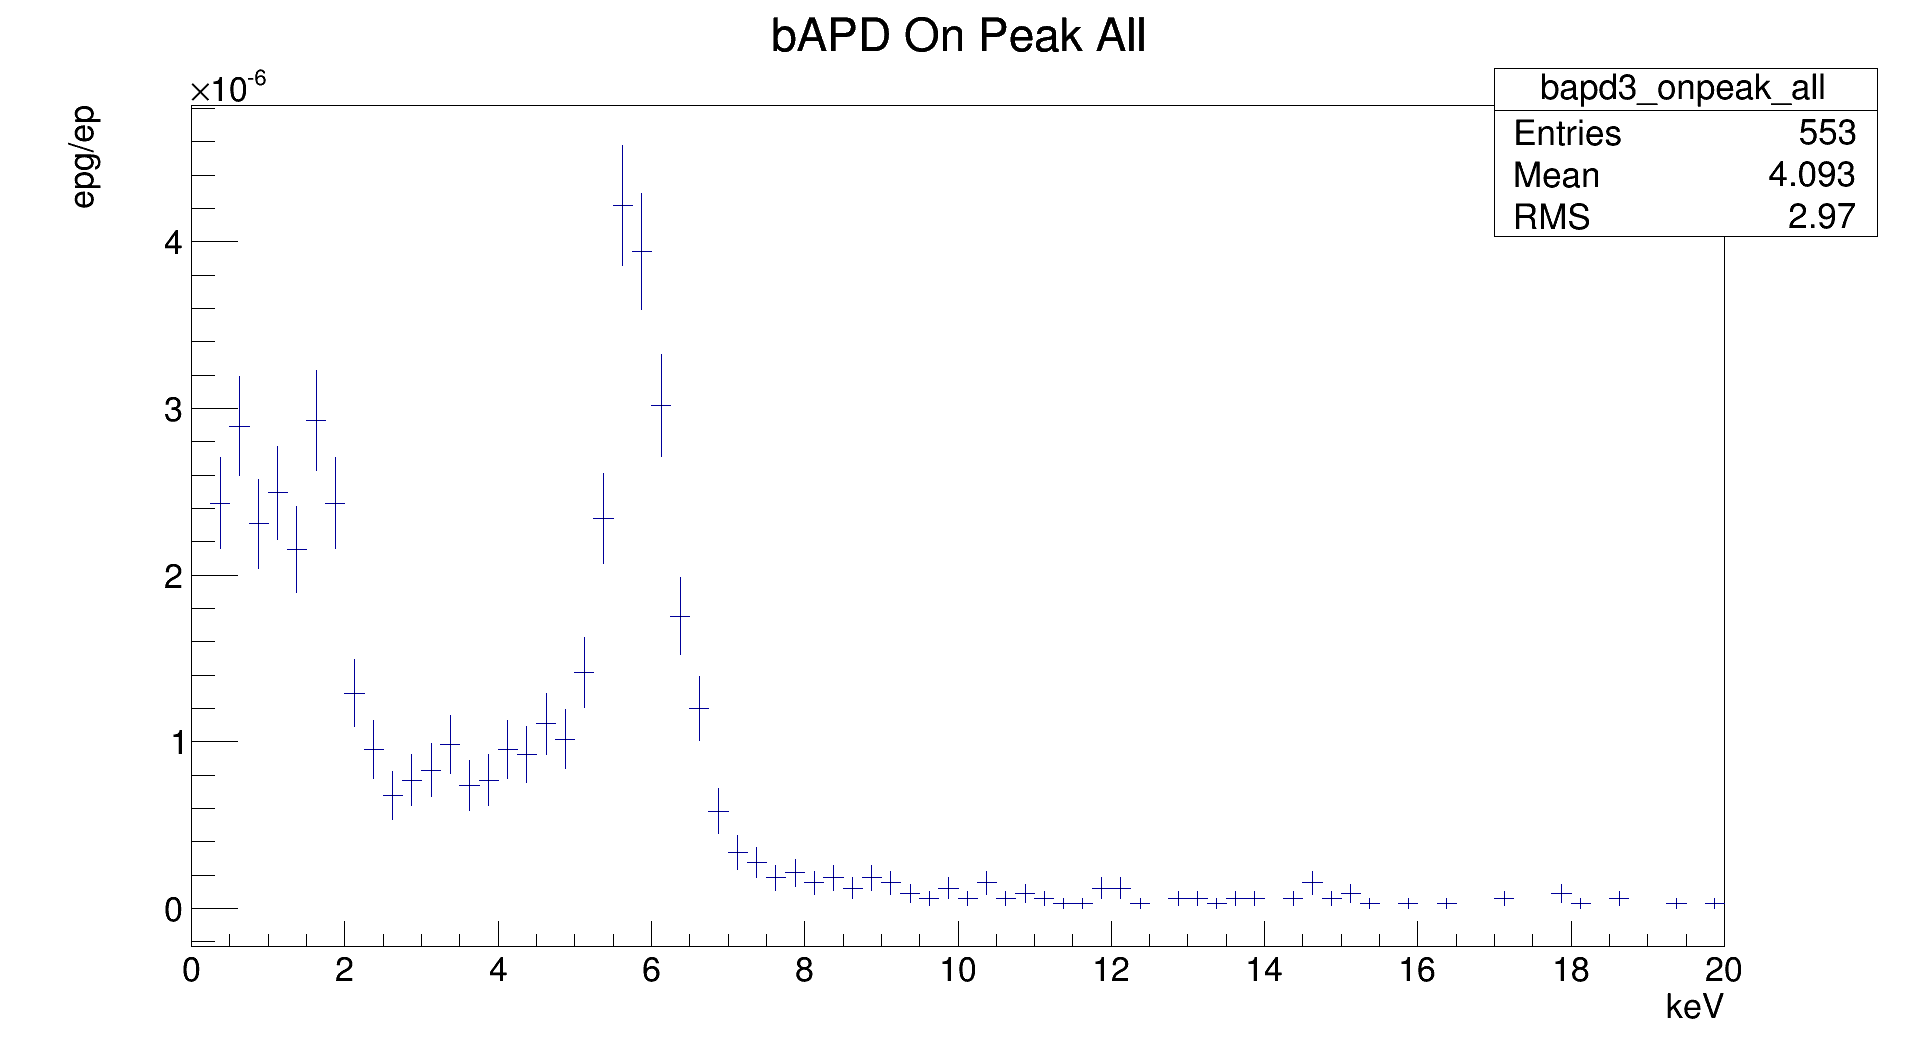 bAPD On Peak All
×10-6
epg/ep
bapd3_onpeak_all
Entries 553
Mean 4.093
RMS 2.97
4
3
2
1
0
0 2 4 6 8 10 12 14 16 18 20
keV